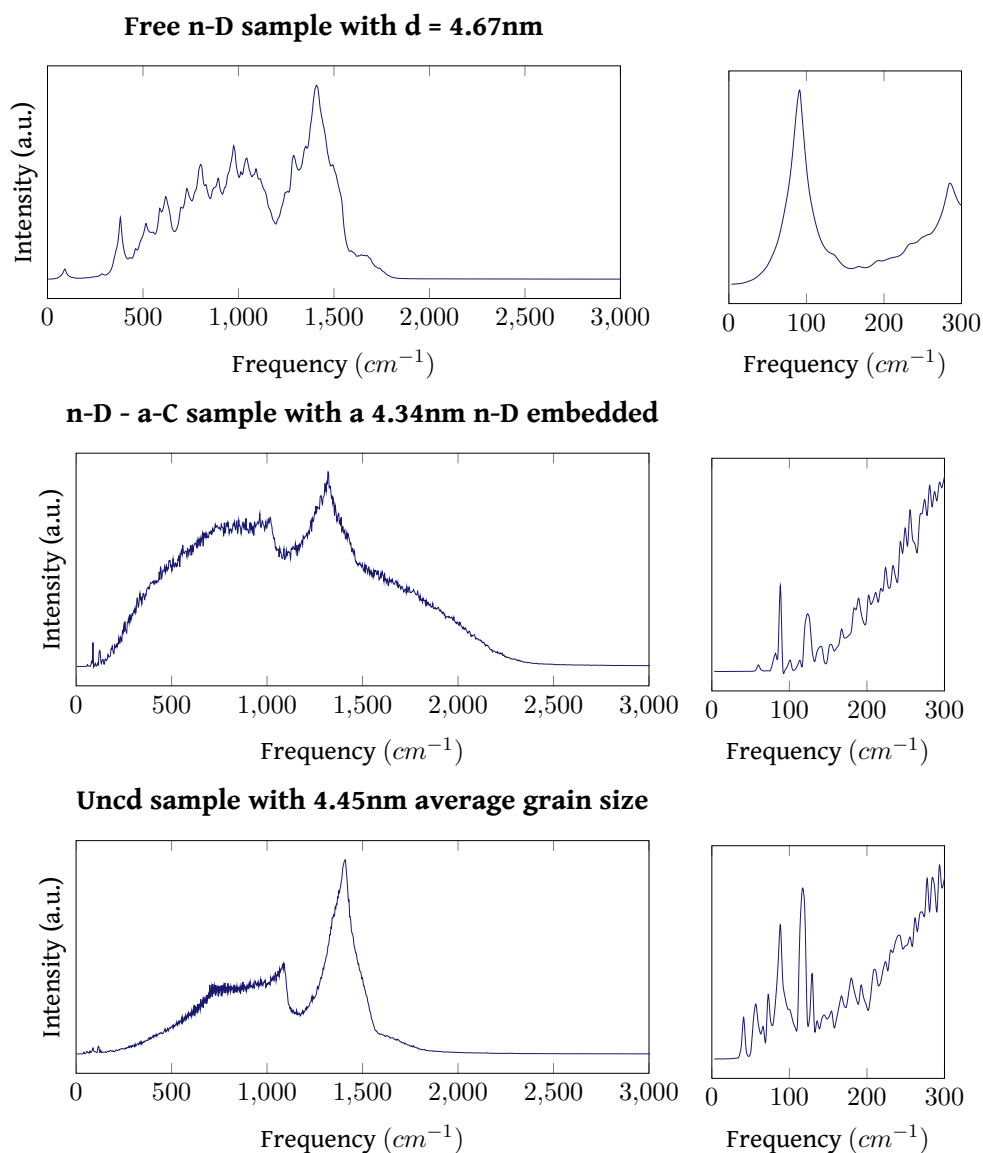 Free n-D sample with d = 4.67nm
Intensity (a.u.)
0 500 1,000 1,500 2,000 2,500 3,000
Frequency (cm⁻¹)
0 100 200 300
Frequency (cm⁻¹)
n-D - a-C sample with a 4.34nm n-D embedded
Intensity (a.u.)
0 500 1,000 1,500 2,000 2,500 3,000
Frequency (cm⁻¹)
0 100 200 300
Frequency (cm⁻¹)
Uncd sample with 4.45nm average grain size
Intensity (a.u.)
0 500 1,000 1,500 2,000 2,500 3,000
Frequency (cm⁻¹)
0 100 200 300
Frequency (cm⁻¹)